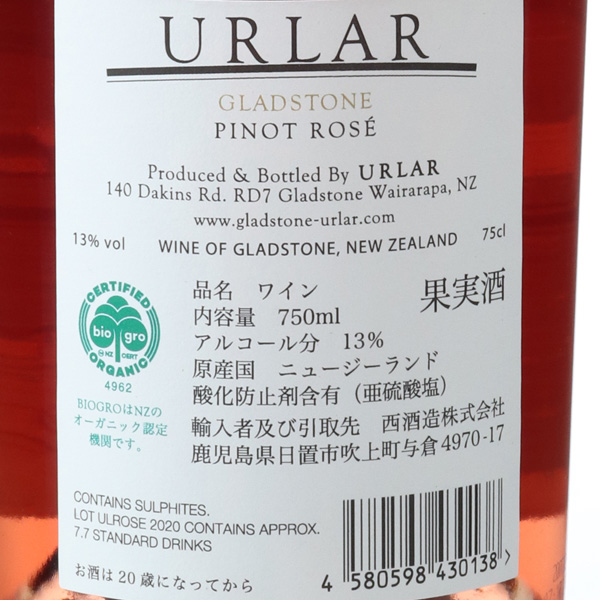 URLAR
GLADSTONE
PINOT ROSÉ
Produced & Bottled By URLAR
140 Dakins Rd. RD7 Gladstone Wairarapa, NZ
www.gladstone-urlar.com
13% vol WINE OF GLADSTONE, NEW ZEALAND 75cl
CERTIFIED
bio gro
NZ CERT
ORGANIC
4962
BIOGROはNZの
オーガニック認定
機関です。
品名 ワイン
果実酒
内容量 750ml
アルコール分 13%
原産国 ニュージーランド
酸化防止剤含有(亜硫酸塩)
輸入者及び引取先 西酒造株式会社
鹿児島県日置市吹上町与倉4970-17
CONTAINS SULPHITES.
LOT ULROSE 2020 CONTAINS APPROX.
7.7 STANDARD DRINKS
お酒は20歳になってから
4 580598 430138 >